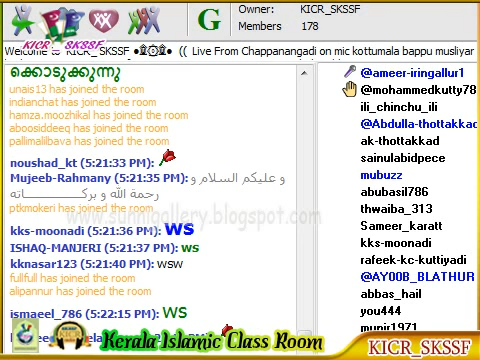 Owner: KICR_SKSSF
Members 178
G
KICR SKSSF
Welcome to KICR_SKSSF (( Live From Chappanangadi on mic kottumala bappu musliyar
ക്കൊടുക്കുന്നു
unais13 has joined the room
indianchat has joined the room
hamza.moozhikal has joined the room
aboosiddeeq has joined the room
pallimalilbava has joined the room
noushad_kt (5:21:33 PM):
Mujeeb-Rahmany (5:21:35 PM): و عليكم السلام و
رحمة الله و بركــــــــــاته
ptkmokeri has joined the room
www.sunnigallery.blogspot.com
kks-moonadi (5:21:36 PM): ws
ISHAQ-MANJERI (5:21:37 PM): ws
kknasar123 (5:21:40 PM): wsw
fullfull has joined the room
alipannur has joined the room
ismaeel_786 (5:22:15 PM): WS
@ameer-iringallur1
@mohammedkutty78
ili_chinchu_ili
@Abdulla-thottakkad
ak-thottakkad
sainulabidpece
mubuzz
abubasil786
thwaiba_313
Sameer_karatt
kks-moonadi
rafeek-kc-kuttiyadi
@AY00B_BLATHUR
abbas_hail
you444
munir1971
Kerala Islamic Class Room
KICR_SKSSF